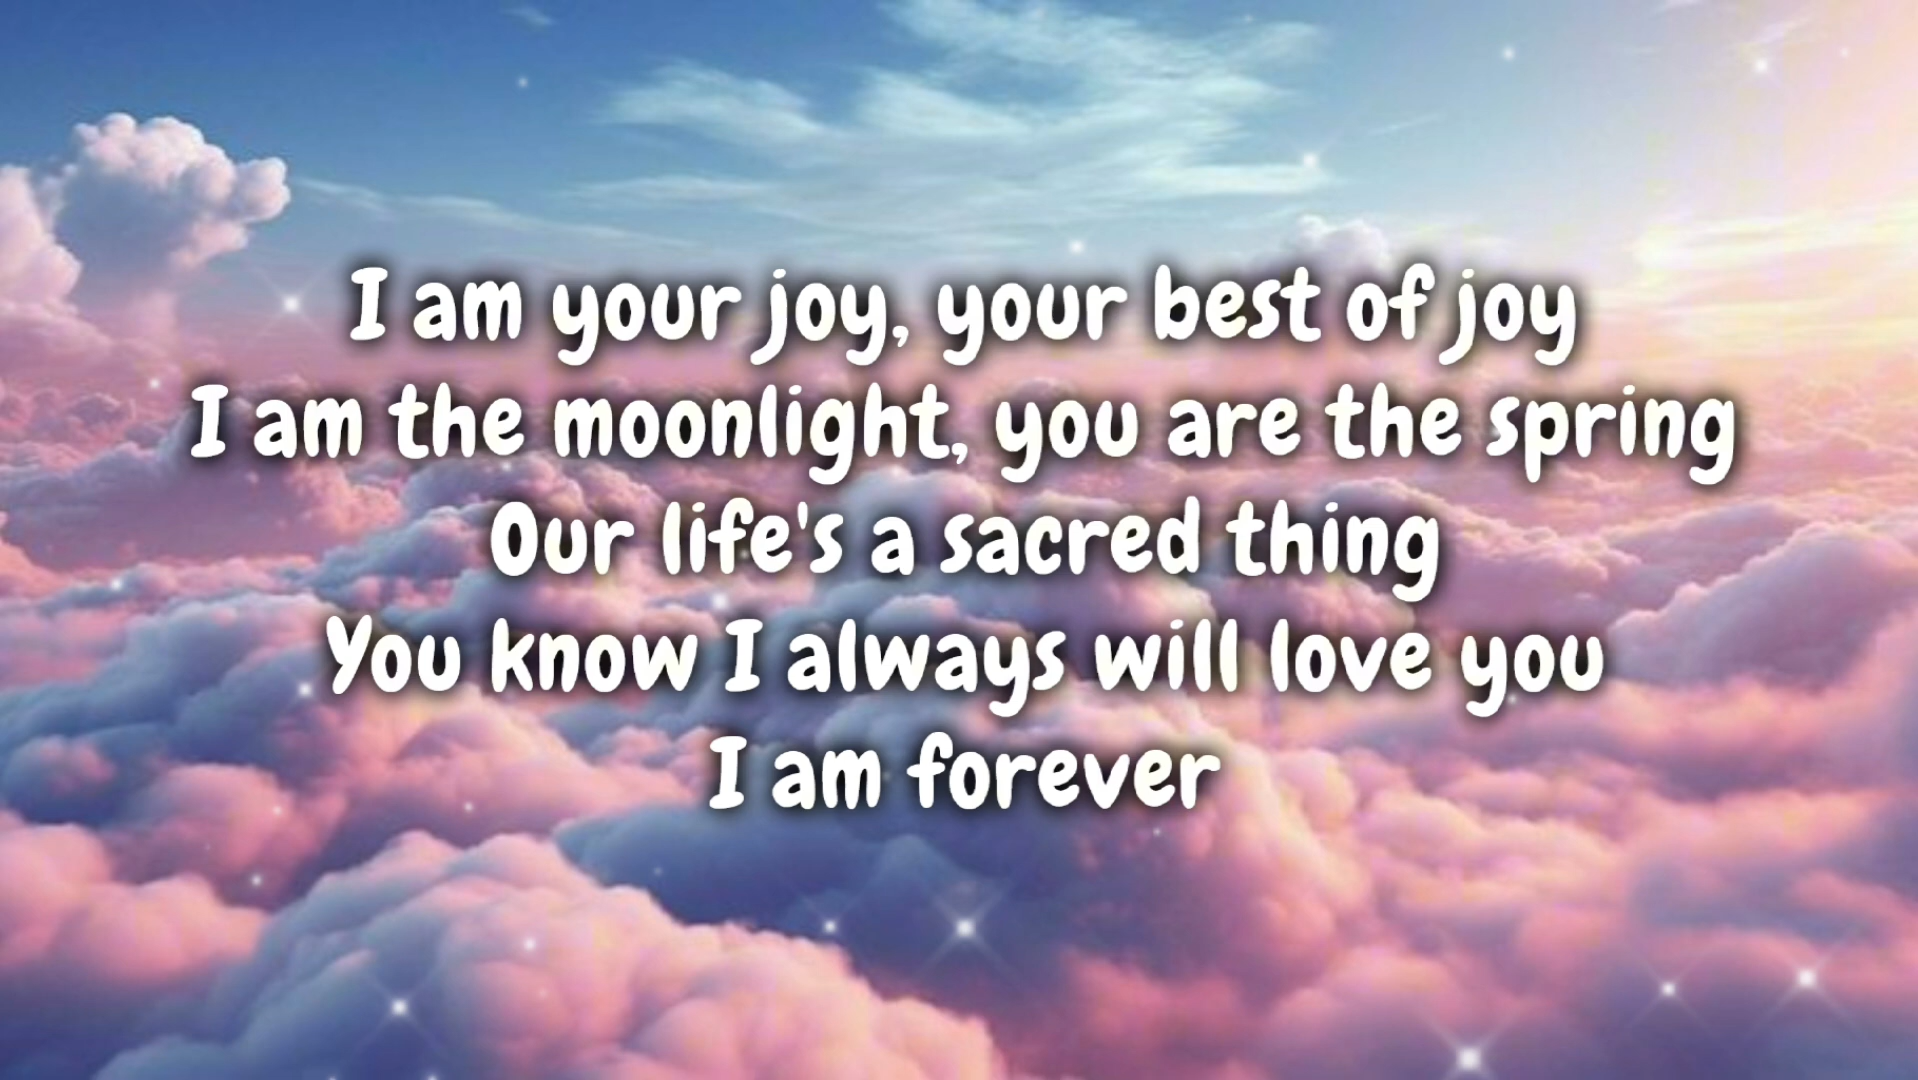 I am your joy, your best of joy
I am the moonlight, you are the spring
Our life's a sacred thing
You know I always will love you
I am forever